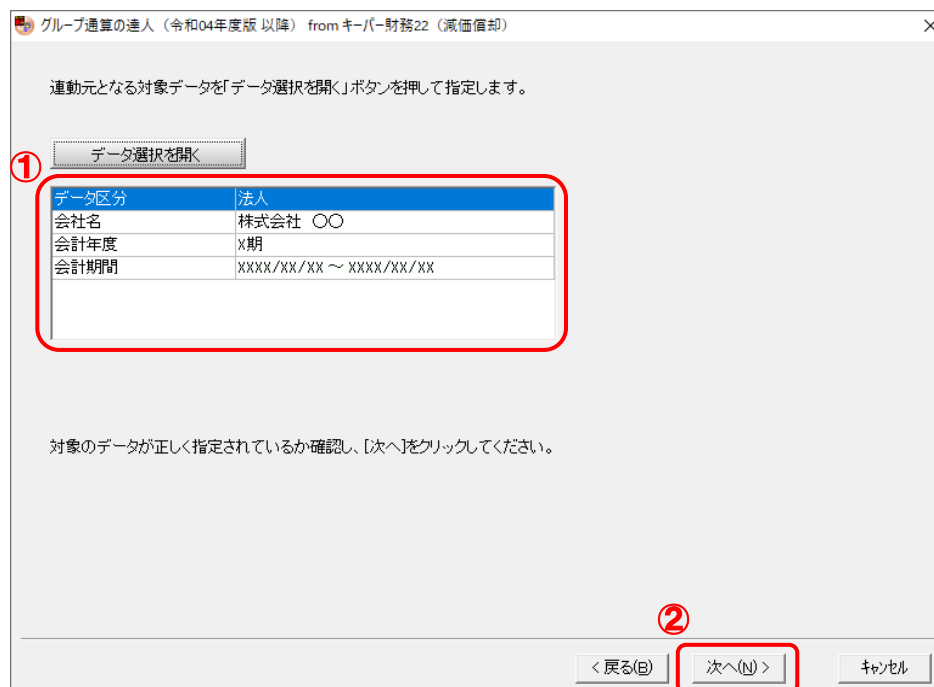 グループ通算の達人（令和04年度版 以降） from キーパー財務22（減価償却）
連動元となる対象データを「データ選択を開く」ボタンを押して指定します。
データ選択を開く
①
データ区分 法人
会社名 株式会社 〇〇
会計年度 X期
会計期間 XXXX/XX/XX ～ XXXX/XX/XX
対象のデータが正しく指定されているか確認し、[次へ]をクリックしてください。
②
< 戻る(B) 次へ(N) > キャンセル